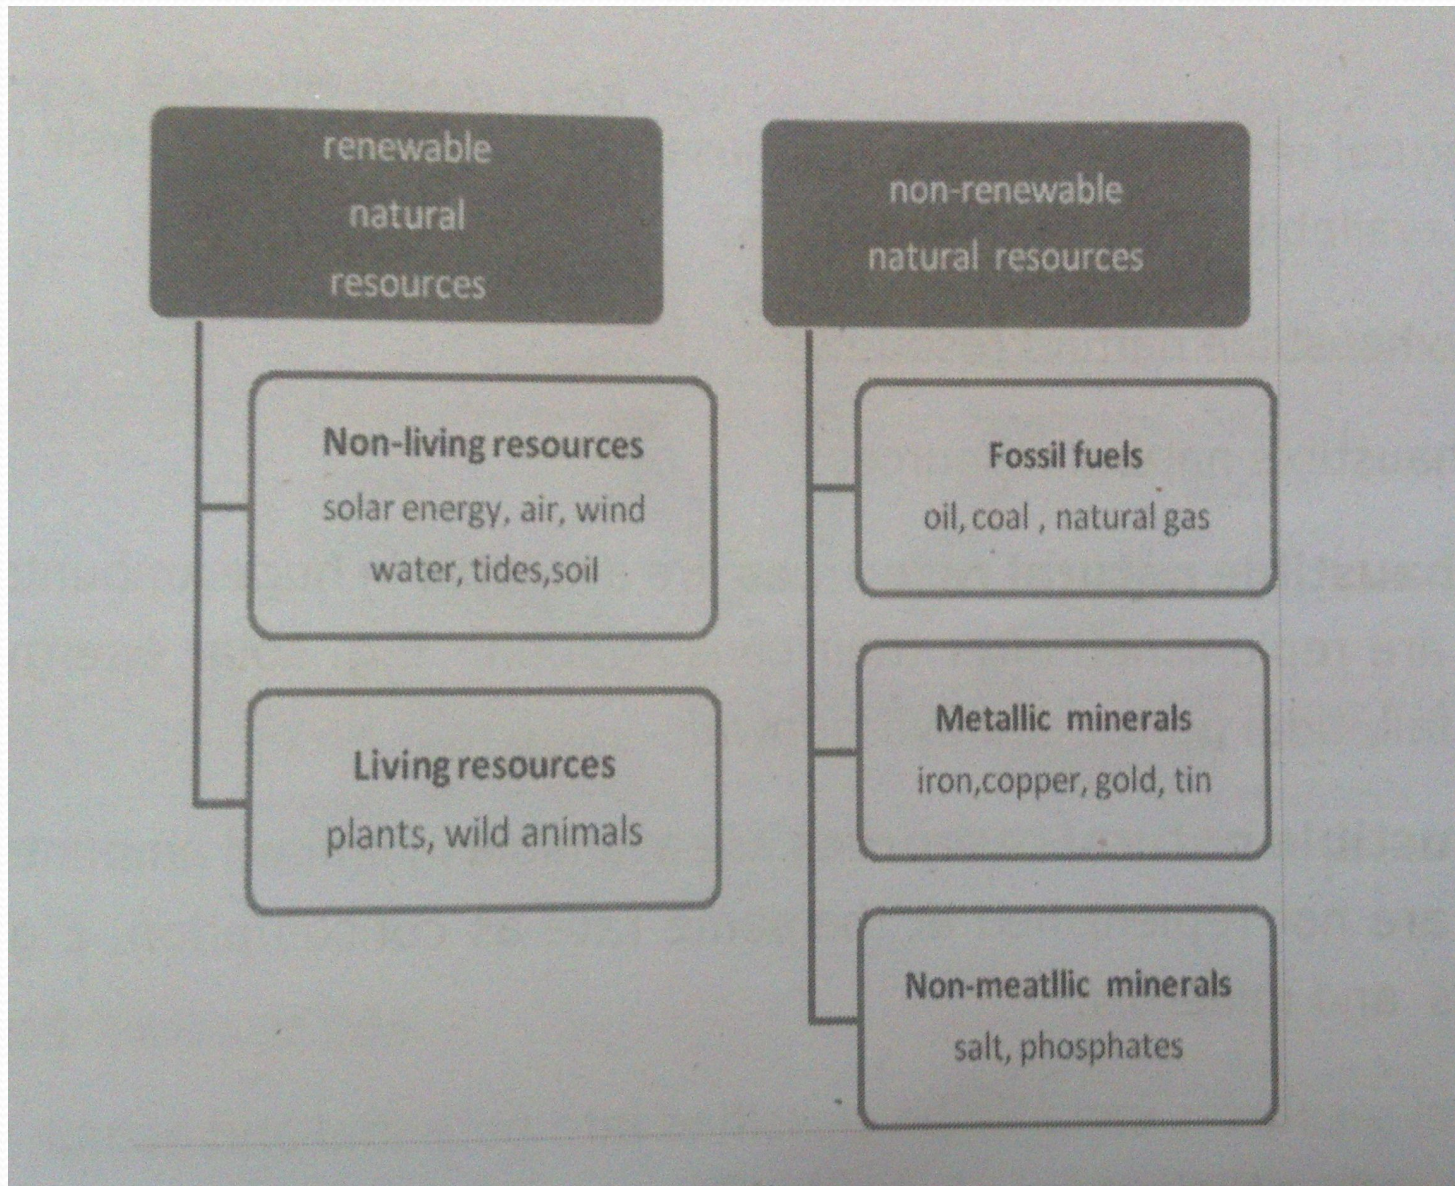 renewable
natural
resources
Non-living resources
solar energy, air, wind
water, tides,soil
Living resources
plants, wild animals
non-renewable
natural resources
Fossil fuels
oil, coal , natural gas
Metallic minerals
iron,copper, gold, tin
Non-meatllic minerals
salt, phosphates